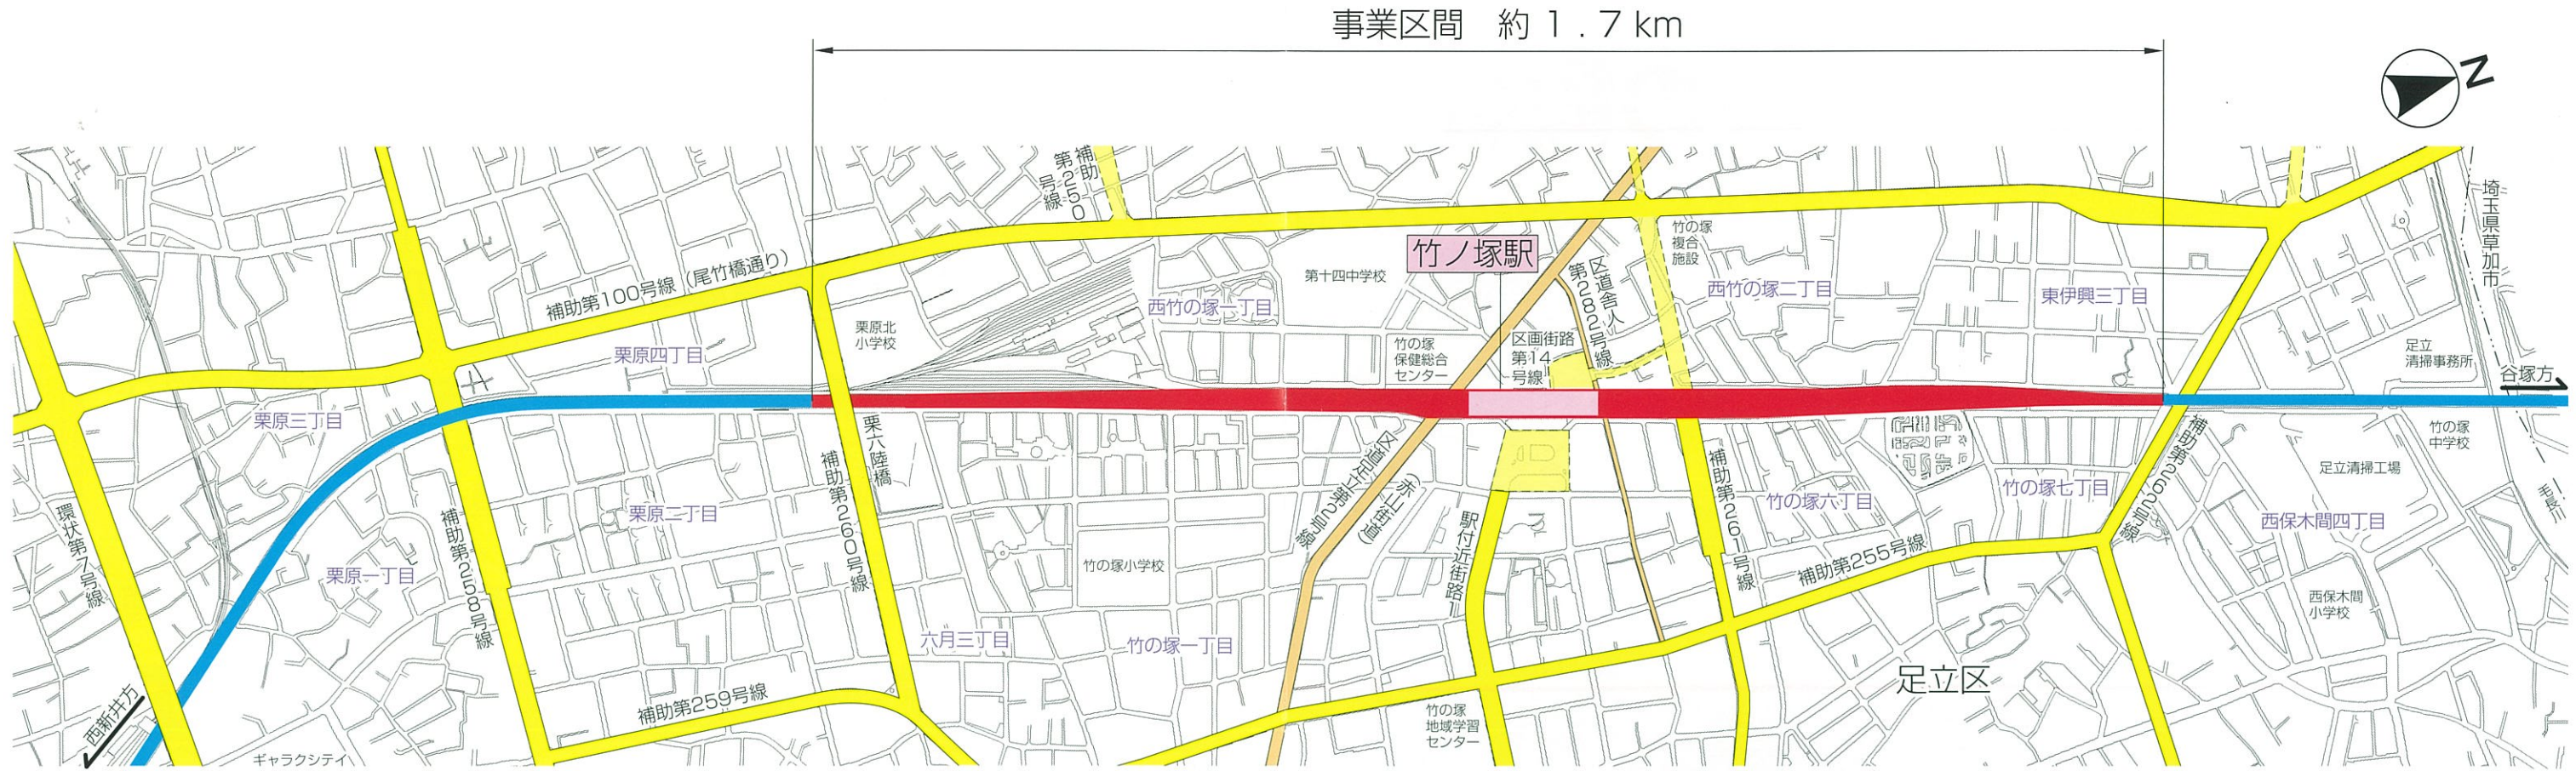 事業区間 約1.7km
N
補助
第250
号線
埼玉県草加市
竹の塚
複合
施設
竹ノ塚駅
補助第100号線(尾竹橋通り)
第十四中学校
区道舎人
第282号線
西竹の塚一丁目
西竹の塚二丁目
東伊興三丁目
栗原北
小学校
栗原四丁目
竹の塚
保健総合
センター
区画街路
第14
号線
足立
清掃事務所
谷塚方
栗原三丁目
栗六陸橋
区道足立第2号線
(赤山街道)
補助第262号線
竹の塚
中学校
足立清掃工場
環状第7号線
補助第258号線
栗原二丁目
補助第260号線
駅付近街路1
補助第261号線
竹の塚六丁目
竹の塚七丁目
西保木間四丁目
毛長川
栗原一丁目
竹の塚小学校
補助第255号線
西保木間
小学校
六月三丁目
竹の塚一丁目
足立区
西新井方
補助第259号線
竹の塚
地域学習
センター
ギャラクシティ